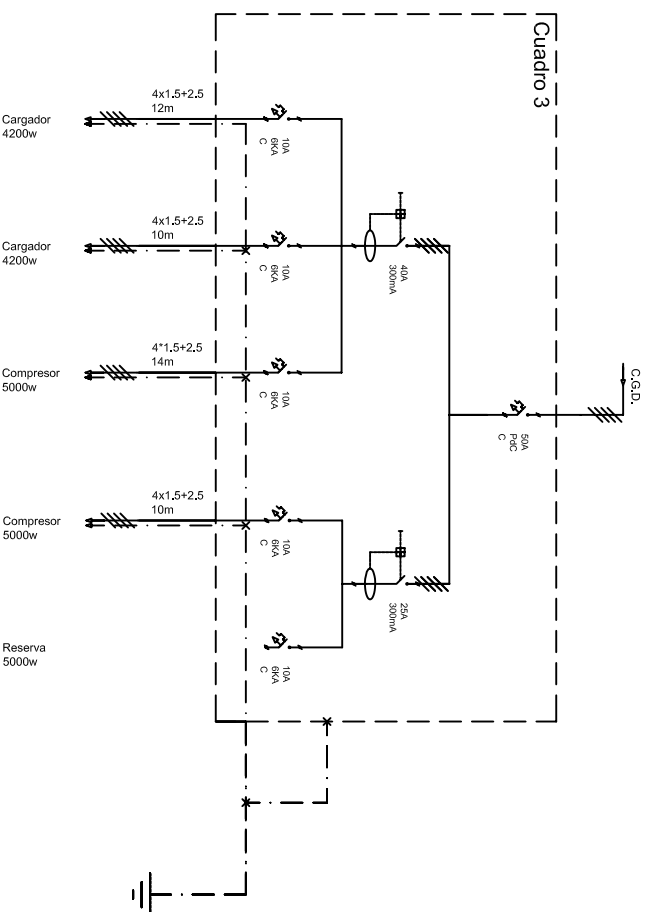 Cuadro 3
C.G.D.
50A
PdC
C
40A
300mA
25A
300mA
10A
6KA
C
10A
6KA
C
10A
6KA
C
10A
6KA
C
10A
6KA
C
4x1.5+2.5
12m
4x1.5+2.5
10m
4*1.5+2.5
14m
4x1.5+2.5
10m
Cargador
4200w
Cargador
4200w
Compresor
5000w
Compresor
5000w
Reserva
5000w